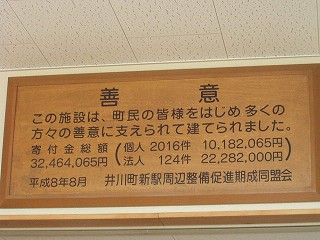 善意
この施設は、町民の皆様をはじめ多くの
方々の善意に支えられて建てられました。
寄付金総額 (個人 2016件 10,182,065円
32,464,065円 法人 124件 22,282,000円)
平成8年8月 井川町新駅周辺整備促進期成同盟会